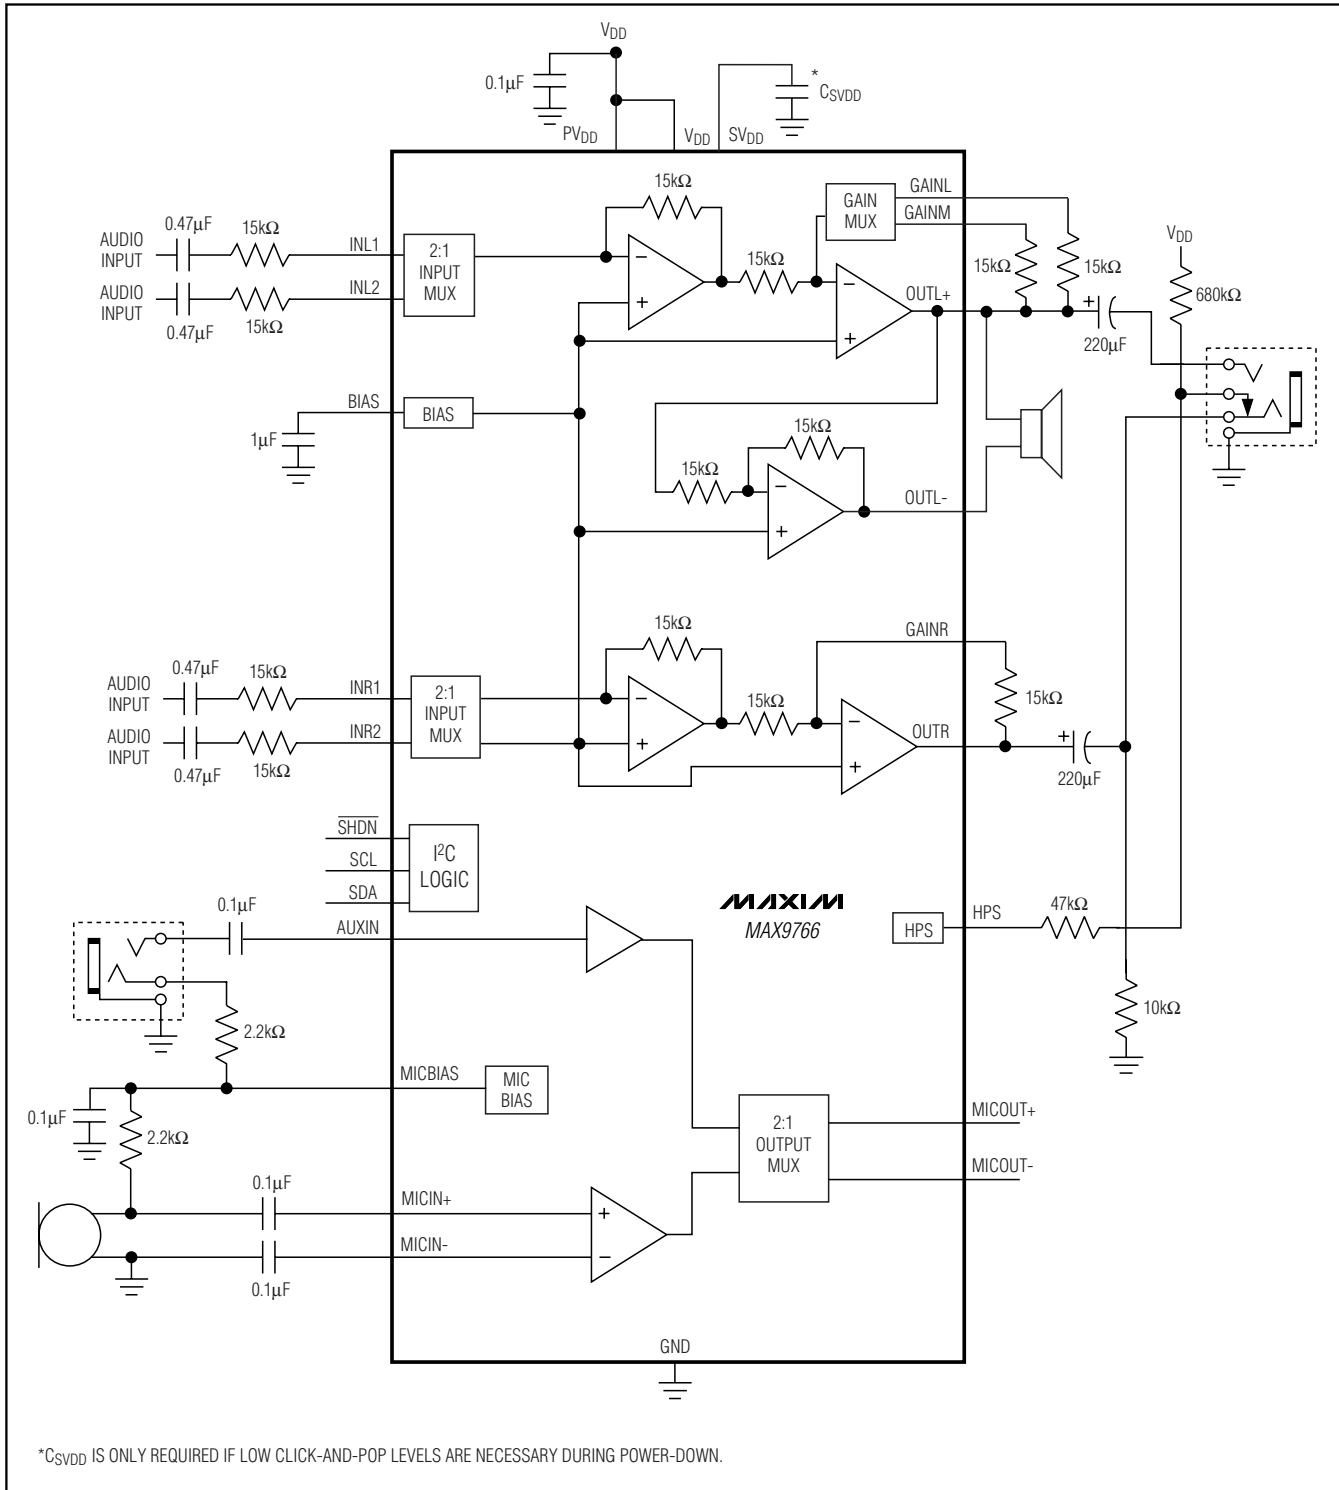 VDD
0.1µF
*
CSVDD
PVDD
VDD
SVDD
15kΩ
GAIN
MUX
GAINL
GAINM
AUDIO
INPUT
0.47µF
15kΩ
INL1
2:1
INPUT
MUX
AUDIO
INPUT
0.47µF
15kΩ
INL2
−
+
15kΩ
−
+
OUTL+
15kΩ
15kΩ
+
220µF
VDD
680kΩ
BIAS
BIAS
1µF
15kΩ
15kΩ
−
+
OUTL-
15kΩ
GAINR
AUDIO
INPUT
0.47µF
15kΩ
INR1
2:1
INPUT
MUX
AUDIO
INPUT
0.47µF
15kΩ
INR2
−
+
15kΩ
−
+
OUTR
15kΩ
+
220µF
SHDN
SCL
SDA
I2C
LOGIC
MAXIM
MAX9766
HPS
HPS
47kΩ
10kΩ
0.1µF
AUXIN
2.2kΩ
MICBIAS
MIC
BIAS
0.1µF
2.2kΩ
2:1
OUTPUT
MUX
MICOUT+
MICOUT-
0.1µF
MICIN+
+
MICIN-
−
0.1µF
GND
*CSVDD IS ONLY REQUIRED IF LOW CLICK-AND-POP LEVELS ARE NECESSARY DURING POWER-DOWN.